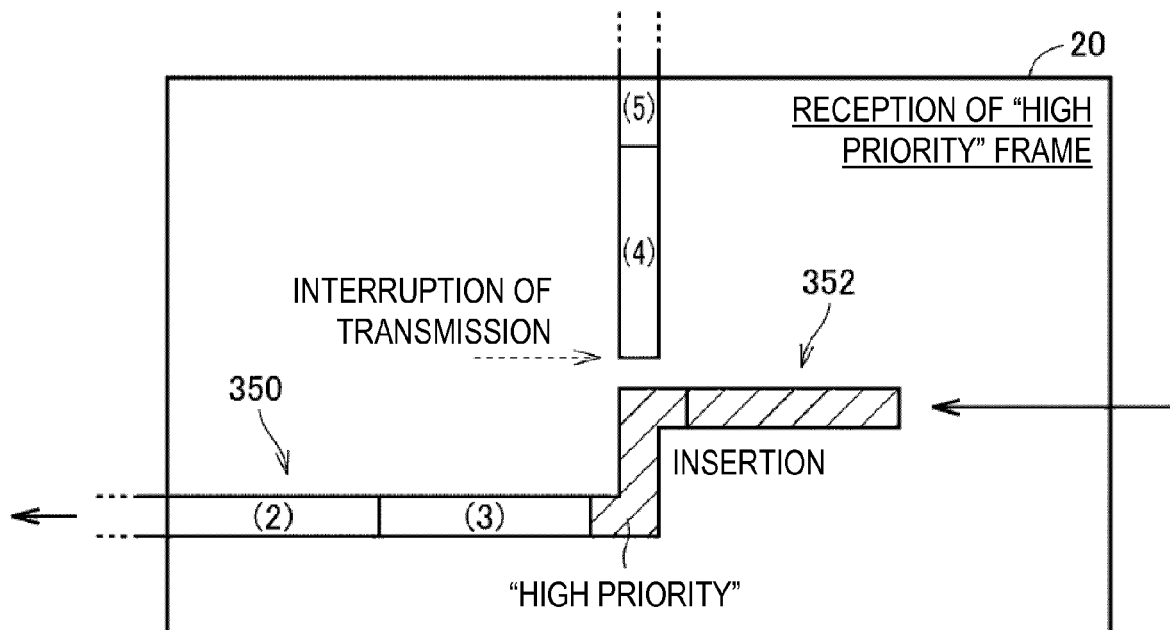 20
(5)
RECEPTION OF “HIGH
PRIORITY” FRAME
(4)
INTERRUPTION OF
TRANSMISSION
352
350
INSERTION
(2)
(3)
“HIGH PRIORITY”